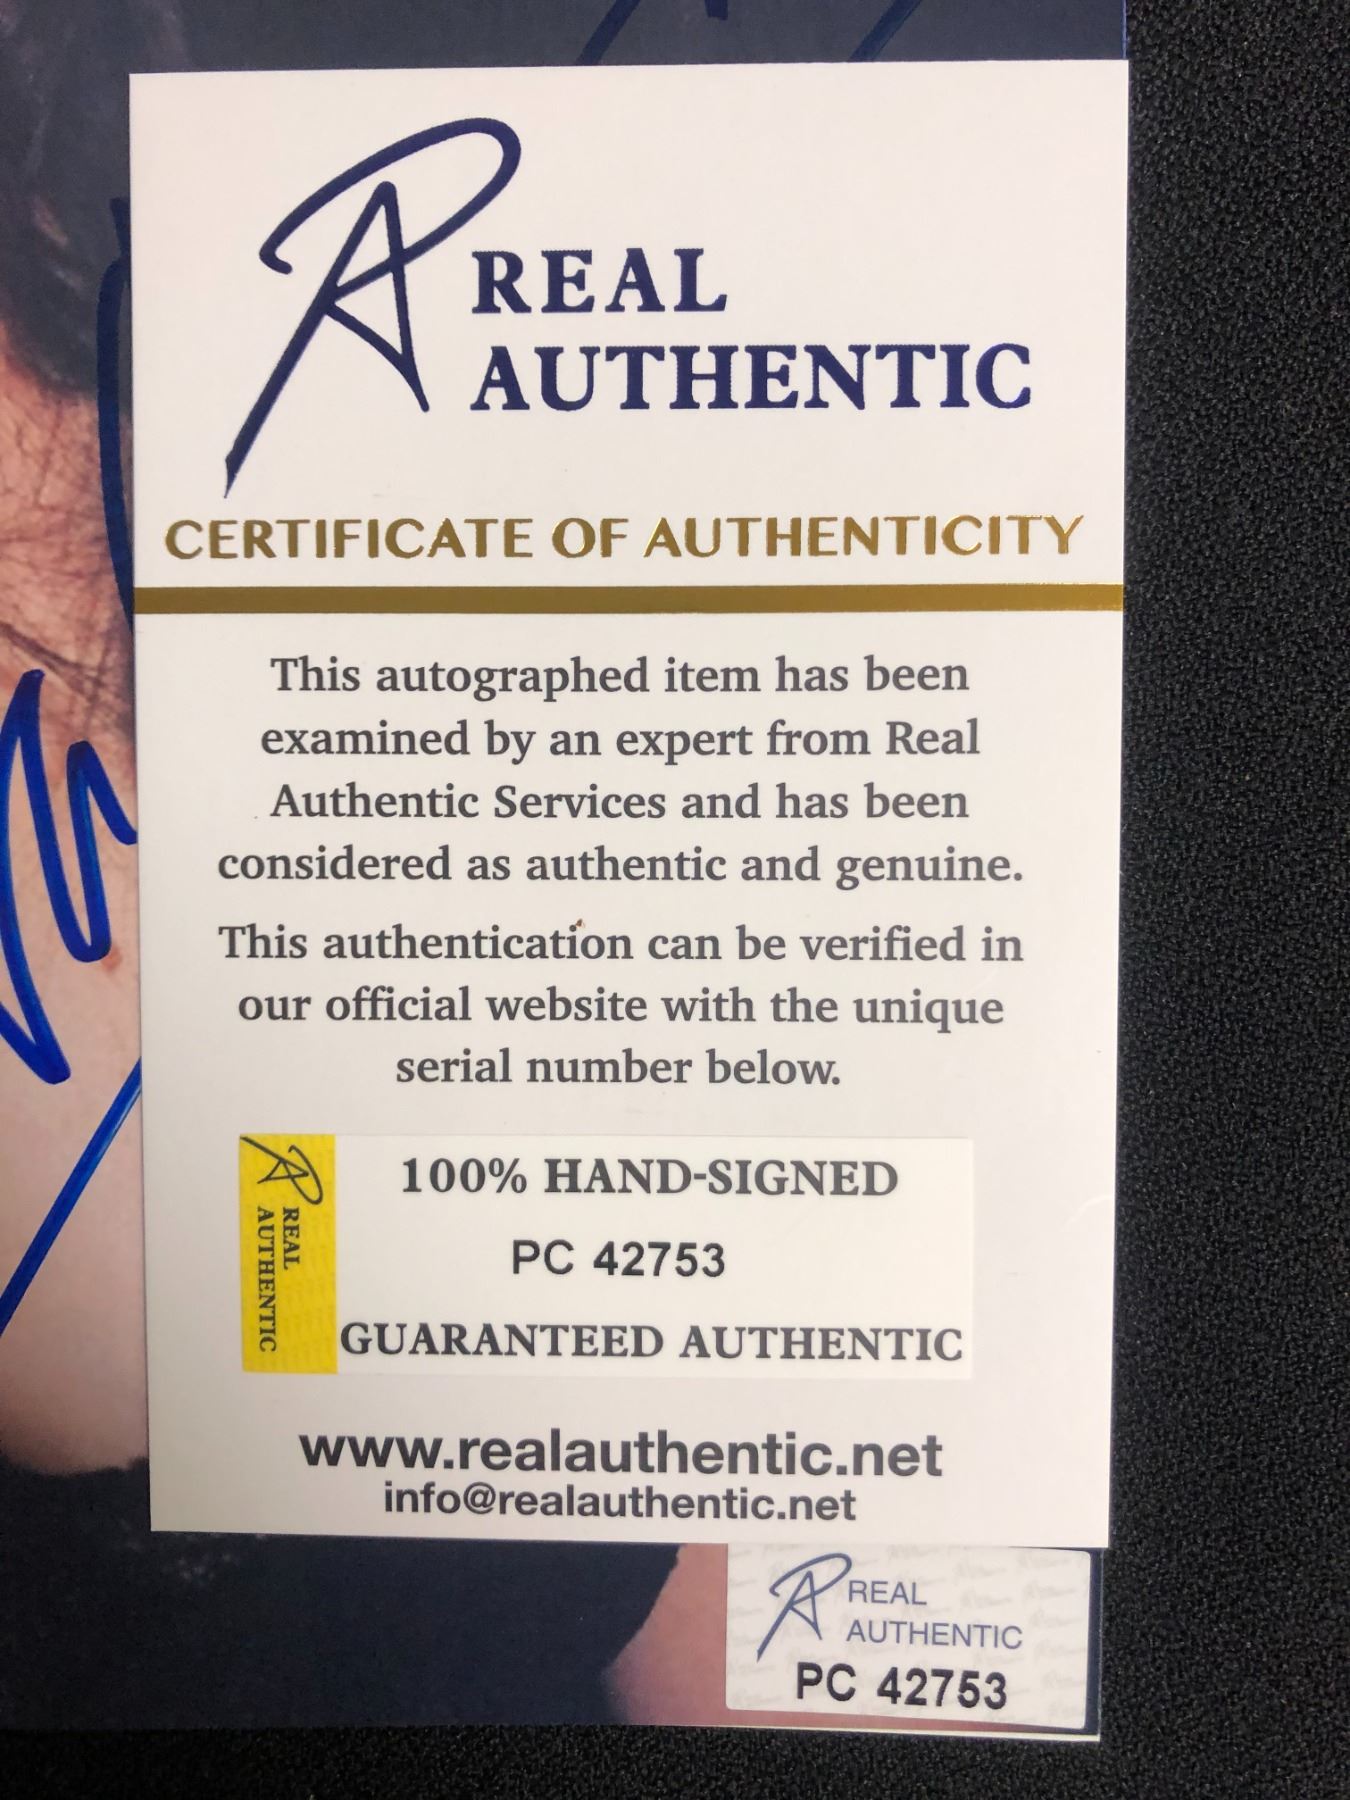 REAL
AUTHENTIC
CERTIFICATE OF AUTHENTICITY
This autographed item has been
examined by an expert from Real
Authentic Services and has been
considered as authentic and genuine.
This authentication can be verified in
our official website with the unique
serial number below.
REAL
AUTHENTIC
100% HAND-SIGNED
PC 42753
GUARANTEED AUTHENTIC
www.realauthentic.net
info@realauthentic.net
REAL
AUTHENTIC
PC 42753